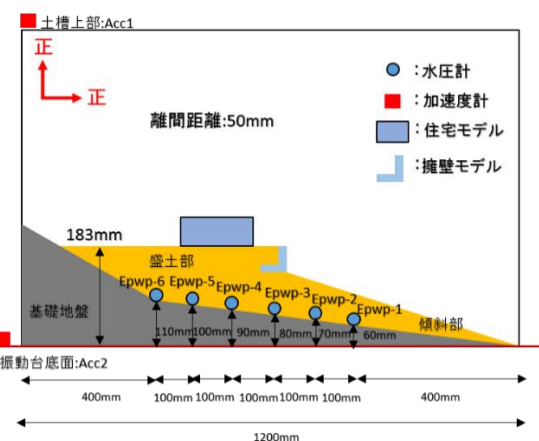 土槽上部:Acc1
正
正
:水圧計
:加速度計
:住宅モデル
:擁壁モデル
離間距離:50mm
183mm
盛土部
Epwp-6
Epwp-5
Epwp-4
Epwp-3
Epwp-2
Epwp-1
基礎地盤
傾斜部
110mm
100mm
90mm
80mm
70mm
60mm
振動台底面:Acc2
400mm
100mm
100mm
100mm
100mm
100mm
400mm
1200mm